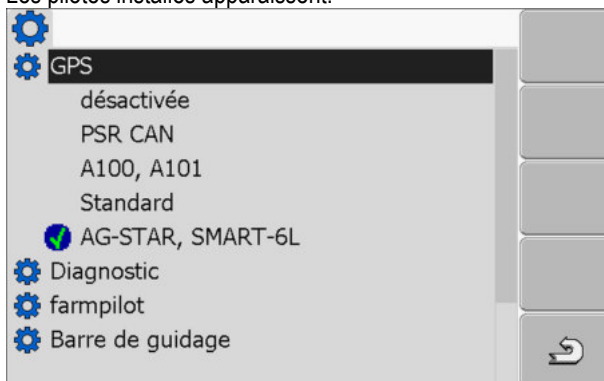 Les pilotes installés apparaissent.
GPS
désactivée
PSR CAN
A100, A101
Standard
AG-STAR, SMART-6L
Diagnostic
farmpilot
Barre de guidage